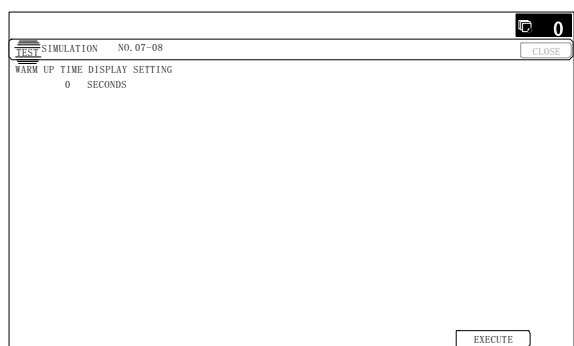 0
TEST SIMULATION NO.07-08
CLOSE
WARM UP TIME DISPLAY SETTING
0 SECONDS
EXECUTE